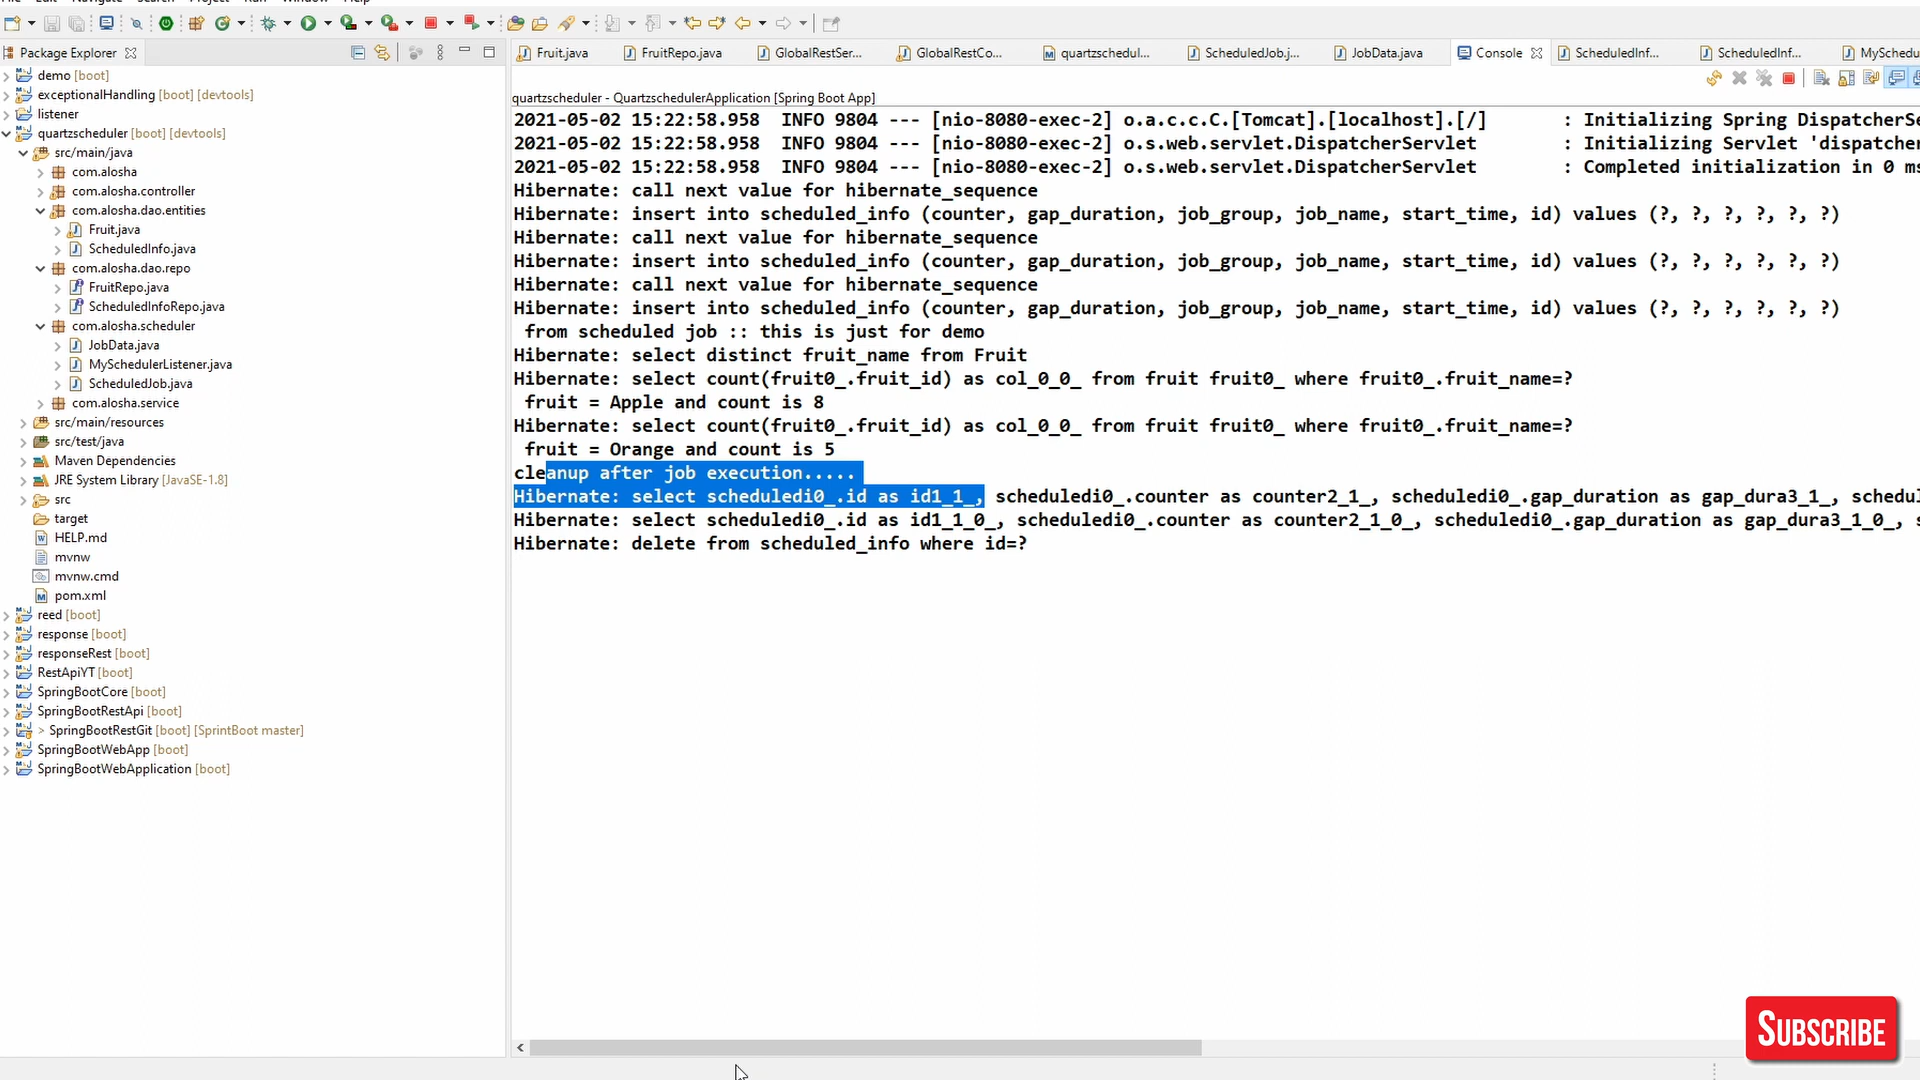 File Edit Navigate Search Project Run Window Help
Package Explorer
demo [boot]
exceptionalHandling [boot] [devtools]
listener
quartzscheduler [boot] [devtools]
src/main/java
com.alosha
com.alosha.controller
com.alosha.dao.entities
Fruit.java
ScheduledInfo.java
com.alosha.dao.repo
FruitRepo.java
ScheduledInfoRepo.java
com.alosha.scheduler
JobData.java
MySchedulerListener.java
ScheduledJob.java
com.alosha.service
src/main/resources
src/test/java
Maven Dependencies
JRE System Library [JavaSE-1.8]
src
target
HELP.md
mvnw
mvnw.cmd
pom.xml
reed [boot]
response [boot]
responseRest [boot]
RestApiYT [boot]
SpringBootCore [boot]
SpringBootRestApi [boot]
> SpringBootRestGit [boot] [SprintBoot master]
SpringBootWebApp [boot]
SpringBootWebApplication [boot]
Fruit.java FruitRepo.java GlobalRestSer... GlobalRestCo... quartzschedul... ScheduledJob.j... JobData.java Console ScheduledInf... ScheduledInf... MySchedu
quartzscheduler - QuartzschedulerApplication [Spring Boot App]
2021-05-02 15:22:58.958 INFO 9804 --- [nio-8080-exec-2] o.a.c.c.C.[Tomcat].[localhost].[/] : Initializing Spring DispatcherSe
2021-05-02 15:22:58.958 INFO 9804 --- [nio-8080-exec-2] o.s.web.servlet.DispatcherServlet : Initializing Servlet 'dispatcher
2021-05-02 15:22:58.958 INFO 9804 --- [nio-8080-exec-2] o.s.web.servlet.DispatcherServlet : Completed initialization in 0 ms
Hibernate: call next value for hibernate_sequence
Hibernate: insert into scheduled_info (counter, gap_duration, job_group, job_name, start_time, id) values (?, ?, ?, ?, ?, ?)
Hibernate: call next value for hibernate_sequence
Hibernate: insert into scheduled_info (counter, gap_duration, job_group, job_name, start_time, id) values (?, ?, ?, ?, ?, ?)
Hibernate: call next value for hibernate_sequence
Hibernate: insert into scheduled_info (counter, gap_duration, job_group, job_name, start_time, id) values (?, ?, ?, ?, ?, ?)
from scheduled job :: this is just for demo
Hibernate: select distinct fruit_name from Fruit
Hibernate: select count(fruit0_.fruit_id) as col_0_0_ from fruit fruit0_ where fruit0_.fruit_name=?
fruit = Apple and count is 8
Hibernate: select count(fruit0_.fruit_id) as col_0_0_ from fruit fruit0_ where fruit0_.fruit_name=?
fruit = Orange and count is 5
cleanup after job execution.....
Hibernate: select scheduledi0_.id as id1_1_, scheduledi0_.counter as counter2_1_, scheduledi0_.gap_duration as gap_dura3_1_, schedul
Hibernate: select scheduledi0_.id as id1_1_0_, scheduledi0_.counter as counter2_1_0_, scheduledi0_.gap_duration as gap_dura3_1_0_, s
Hibernate: delete from scheduled_info where id=?
SUBSCRIBE